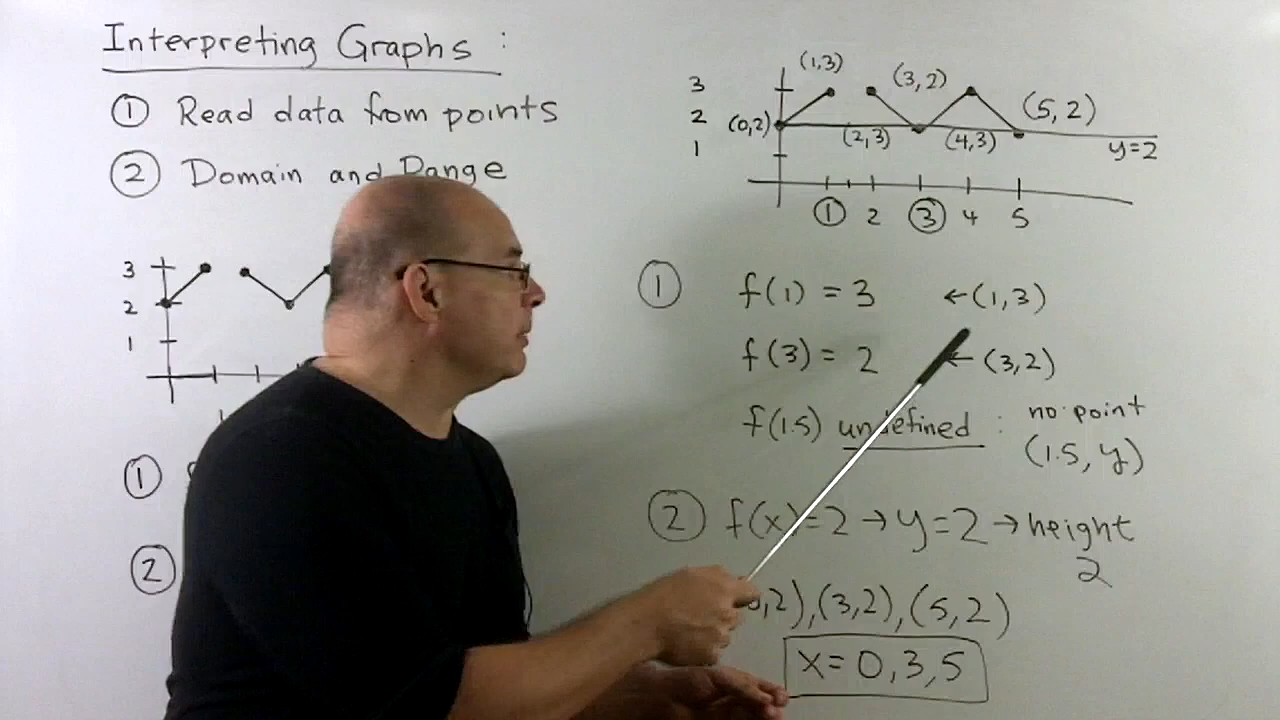 Interpreting Graphs :
① Read data from points
② Domain and Range
3
2
1
①
②
(1,3)
3
(3,2)
2
(0,2)
(2,3)
(4,3)
(5,2)
1
y=2
① 2 ③ 4 5
① f(1) = 3 ←(1,3)
f(3) = 2 ← (3,2)
f(1.5) undefined : no point
(1.5, y)
② f(x)=2 → y=2 → height
2
,2),(3,2),(5,2)
x=0,3,5